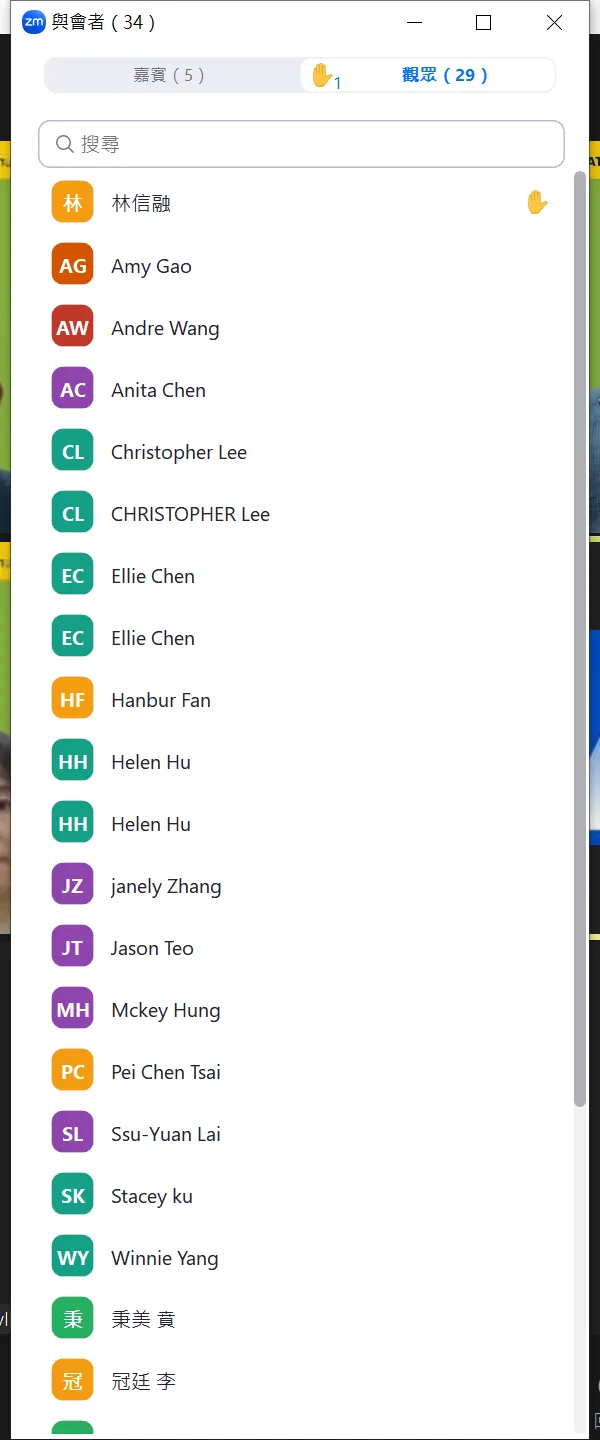 zm 與會者 ( 34 )
嘉賓 ( 5 )
1 觀眾 ( 29 )
搜尋
林 林信融
AG Amy Gao
AW Andre Wang
AC Anita Chen
CL Christopher Lee
CL CHRISTOPHER Lee
EC Ellie Chen
EC Ellie Chen
HF Hanbur Fan
HH Helen Hu
HH Helen Hu
JZ janely Zhang
JT Jason Teo
MH Mckey Hung
PC Pei Chen Tsai
SL Ssu-Yuan Lai
SK Stacey ku
WY Winnie Yang
秉 秉美 賁
冠 冠廷 李